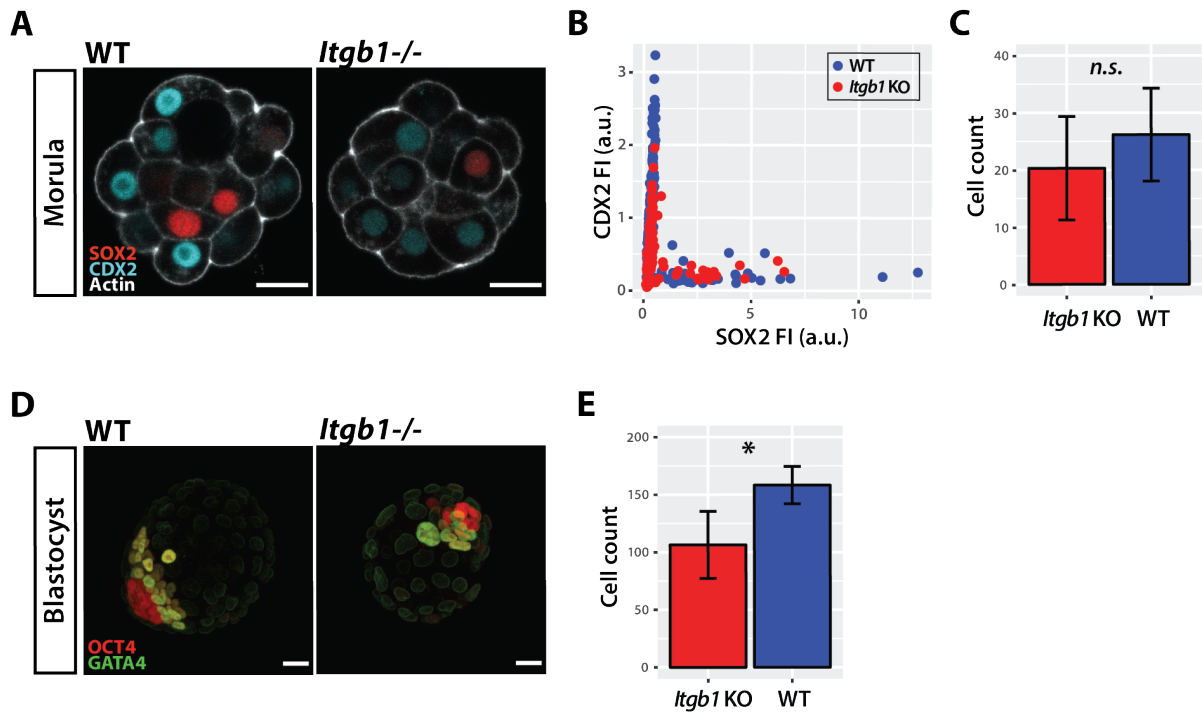 A
WT
Itgb1-/-
Morula
SOX2
CDX2
Actin
B
WT
Itgb1 KO
CDX2 FI (a.u.)
3
2
1
0
0
5
10
SOX2 FI (a.u.)
C
n.s.
Cell count
40
30
20
10
0
Itgb1 KO
WT
D
WT
Itgb1-/-
Blastocyst
OCT4
GATA4
E
*
Cell count
200
150
100
50
0
Itgb1 KO
WT